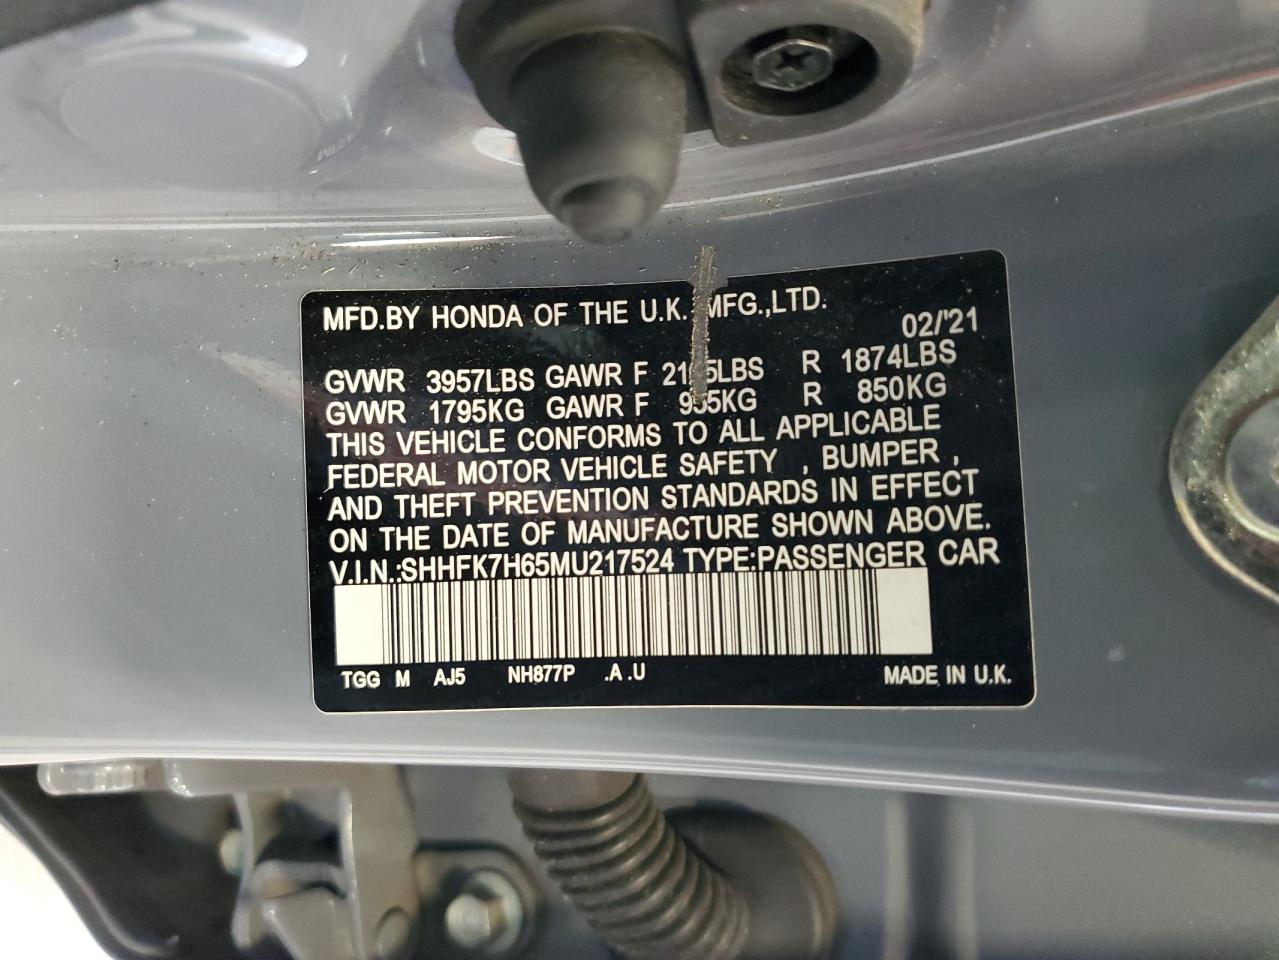 MFD.BY HONDA OF THE U.K. MFG.,LTD.
02/'21
GVWR 3957LBS GAWR F R 1874LBS
GVWR 1795KG GAWR F R 850KG
THIS VEHICLE CONFORMS TO ALL APPLICABLE
FEDERAL MOTOR VEHICLE SAFETY , BUMPER ,
AND THEFT PREVENTION STANDARDS IN EFFECT
ON THE DATE OF MANUFACTURE SHOWN ABOVE.
V.I.N.:SHHFK7H65MU217524 TYPE:PASSENGER CAR
TGG M AJ5 NH877P .A .U MADE IN U.K.